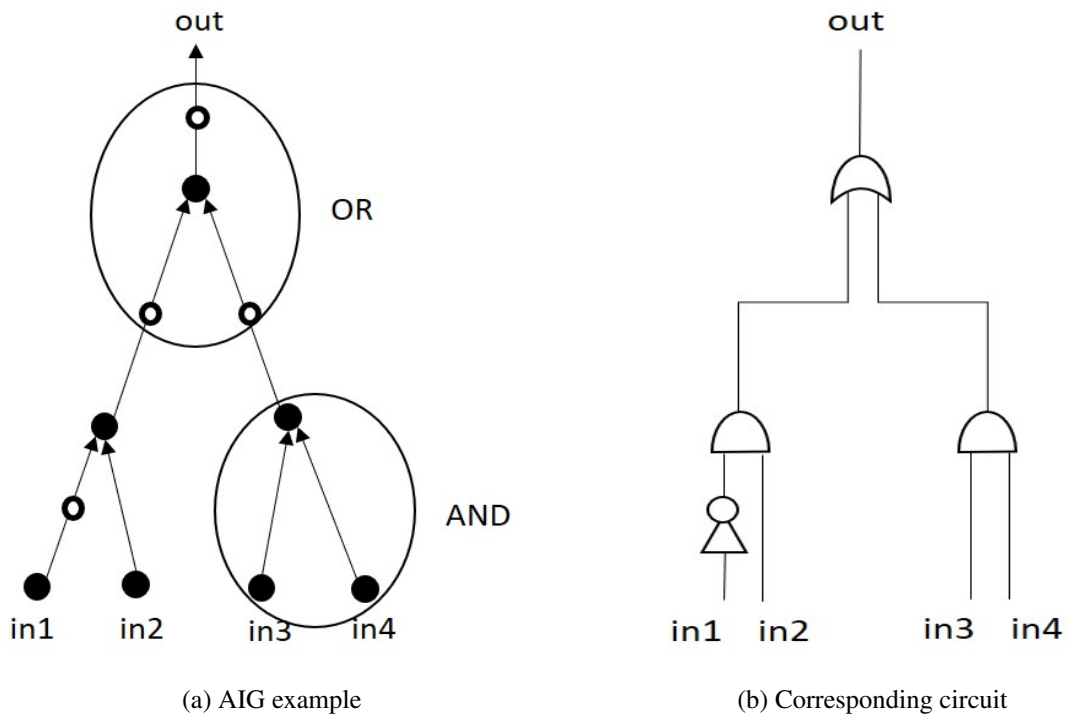 out
OR
AND
in1
in2
in3
in4
(a) AIG example
out
in1
in2
in3
in4
(b) Corresponding circuit